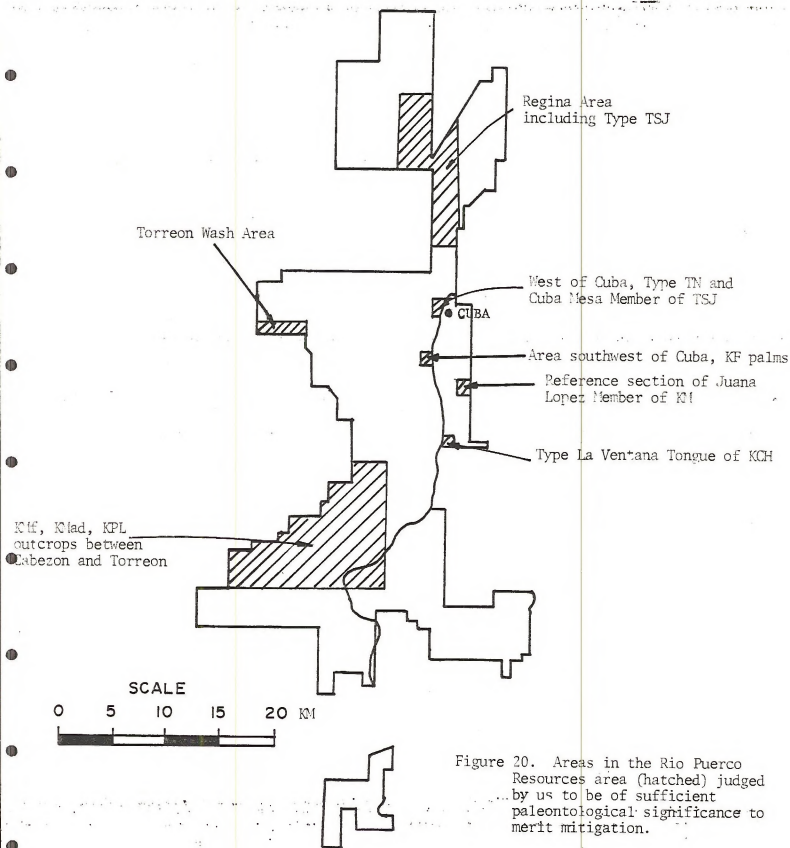 Regina Area
including Type TSJ
Torreon Wash Area
West of Cuba, Type TN and
Cuba Mesa Member of TSJ
CUBA
Area southwest of Cuba, KF palms
Reference section of Juana
Lopez Member of KM
Type La Ventana Tongue of KCH
KMf, KMad, KPL
outcrops between
Cabezon and Torreon
SCALE
0 5 10 15 20 KM
Figure 20. Areas in the Rio Puerco
Resources area (hatched) judged
by us to be of sufficient
paleontological significance to
merit mitigation.